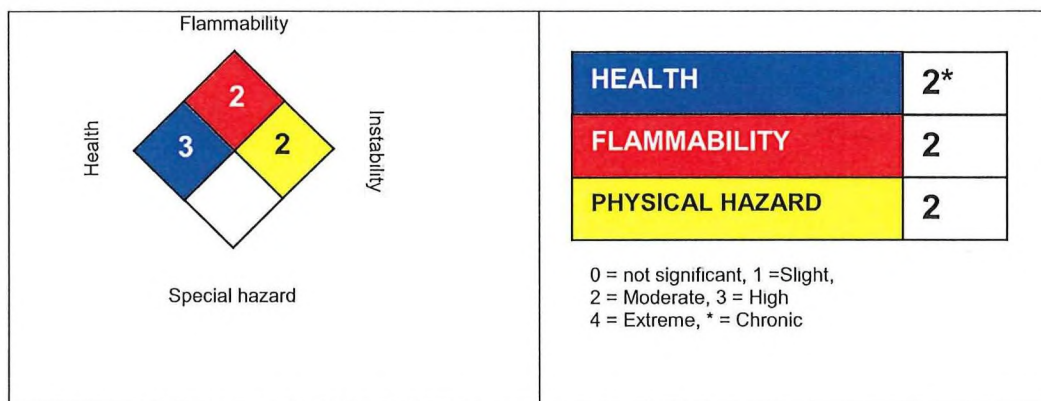 Flammability
2
Health
3
2
Instability
Special hazard
HEALTH 2*
FLAMMABILITY 2
PHYSICAL HAZARD 2
0 = not significant, 1 =Slight,
2 = Moderate, 3 = High
4 = Extreme, * = Chronic